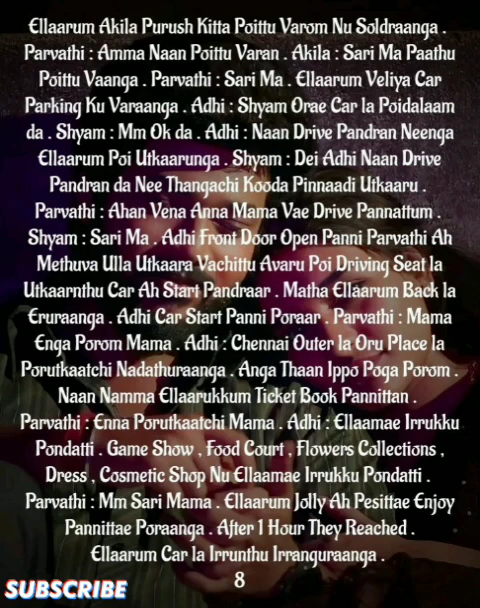 Ellaarum Akila Purush Kitta Poittu Varom Nu Soldraanga .
Parvathi : Amma Naan Poittu Varan . Akila : Sari Ma Paathu
Poittu Vaanga . Parvathi : Sari Ma . Ellaarum Veliya Car
Parking Ku Varaanga . Adhi : Shyam Orae Car la Poidalaam
da . Shyam : Mm Ok da . Adhi : Naan Drive Pandran Neenga
Ellaarum Poi Utkaarunga . Shyam : Dei Adhi Naan Drive
Pandran da Nee Thangachi Kooda Pinnaadi Utkaaru .
Parvathi : Ahan Vena Anna Mama Vae Drive Pannattum .
Shyam : Sari Ma . Adhi Front Door Open Panni Parvathi Ah
Methuva Ulla Utkaara Vachittu Avaru Poi Driving Seat la
Utkaarnthu Car Ah Start Pandraar . Matha Ellaarum Back la
Eruraanga . Adhi Car Start Panni Poraar . Parvathi : Mama
Enga Porom Mama . Adhi : Chennai Outer la Oru Place la
Porutkaatchi Nadathuraanga . Anga Thaan Ippo Poga Porom .
Naan Namma Ellaarukkum Ticket Book Pannittan .
Parvathi : Enna Porutkaatchi Mama . Adhi : Ellaamae Irrukku
Pondatti . Game Show , Food Court , Flowers Collections ,
Dress , Cosmetic Shop Nu Ellaamae Irrukku Pondatti .
Parvathi : Mm Sari Mama . Ellaarum Jolly Ah Pesittae Enjoy
Pannittae Poraanga . After 1 Hour They Reached .
Ellaarum Car la Irrunthu Irranguraanga .
8
SUBSCRIBE